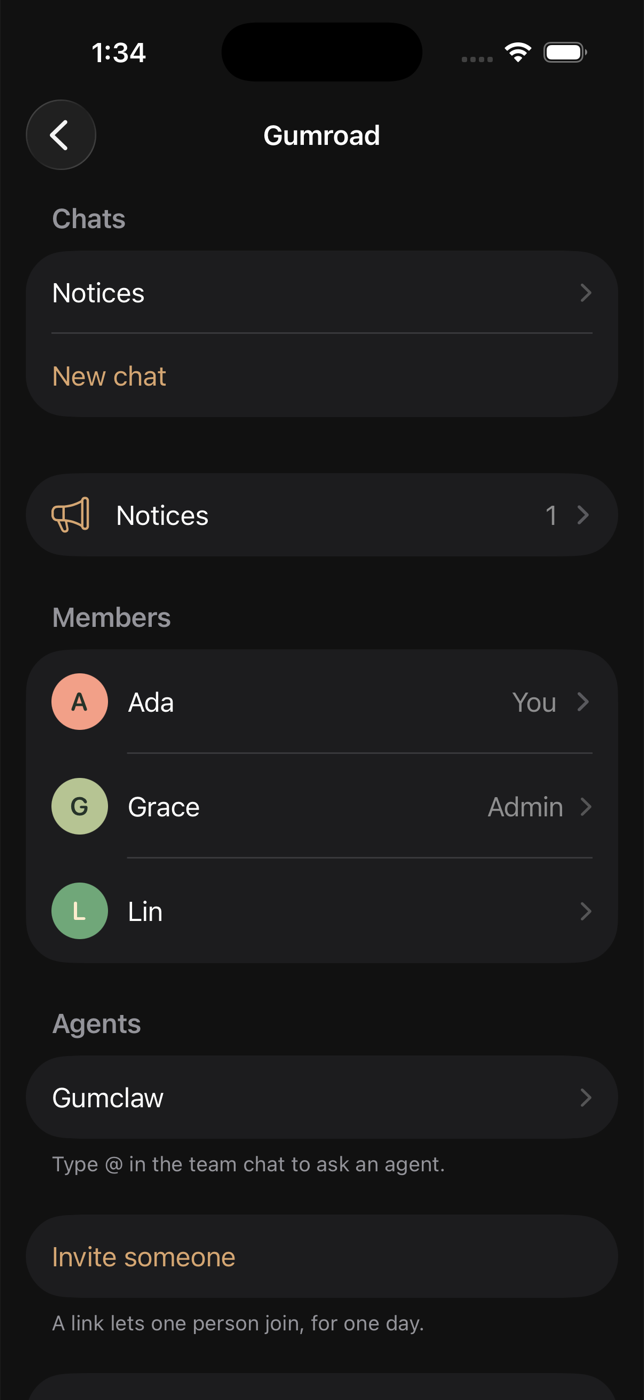 1:34
Gumroad
Chats
Notices
New chat
Notices 1
Members
A Ada You
G Grace Admin
L Lin
Agents
Gumclaw
Type @ in the team chat to ask an agent.
Invite someone
A link lets one person join, for one day.